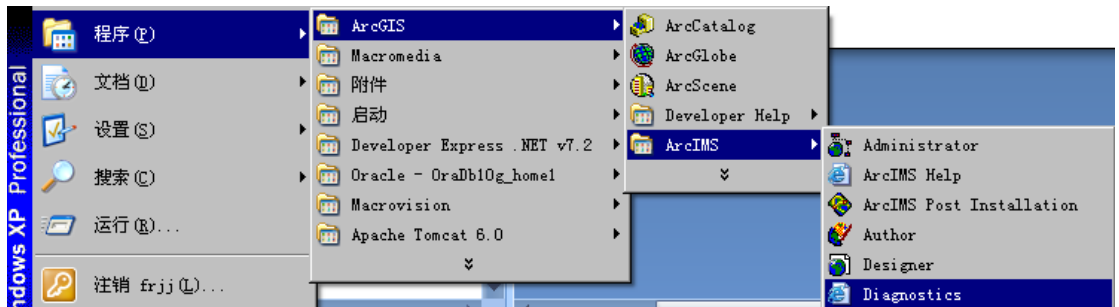 ndows XP Professional
程序(P)
文档(D)
设置(S)
搜索(C)
运行(R)...
注销 frjj(L)...
ArcGIS
Macromedia
附件
启动
Developer Express .NET v7.2
Oracle - OraDb10g_home1
Macrovision
Apache Tomcat 6.0
ArcCatalog
ArcGlobe
ArcScene
Developer Help
ArcIMS
Administrator
ArcIMS Help
ArcIMS Post Installation
Author
Designer
Diagnostics